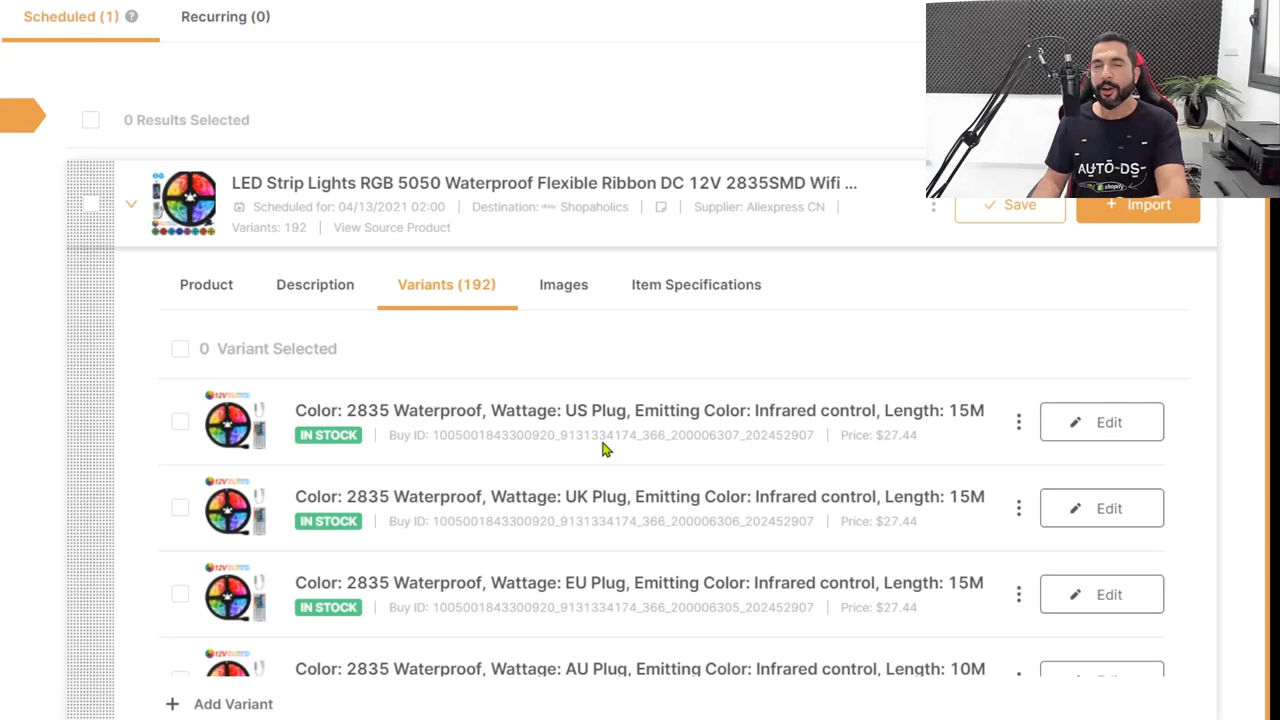 Scheduled (1) ?
Recurring (0)
0 Results Selected
LED Strip Lights RGB 5050 Waterproof Flexible Ribbon DC 12V 2835SMD Wifi ...
Scheduled for: 04/13/2021 00:00 | Destination: ebay Shopaholics | Supplier: Aliexpress CN |
Variants: 192 | View Source Product
Save
+ Import
AUTO-DS
shopify
Product
Description
Variants (192)
Images
Item Specifications
0 Variant Selected
Color: 2835 Waterproof, Wattage: US Plug, Emitting Color: Infrared control, Length: 15M
IN STOCK | Buy ID: 1005001843300920_9131334174_366_200006307_202452907 | Price: $27.44
Edit
Color: 2835 Waterproof, Wattage: UK Plug, Emitting Color: Infrared control, Length: 15M
IN STOCK | Buy ID: 1005001843300920_9131334174_366_200006306_202452907 | Price: $27.44
Edit
Color: 2835 Waterproof, Wattage: EU Plug, Emitting Color: Infrared control, Length: 15M
IN STOCK | Buy ID: 1005001843300920_9131334174_366_200006305_202452907 | Price: $27.44
Edit
Color: 2835 Waterproof, Wattage: AU Plug, Emitting Color: Infrared control, Length: 10M
+ Add Variant